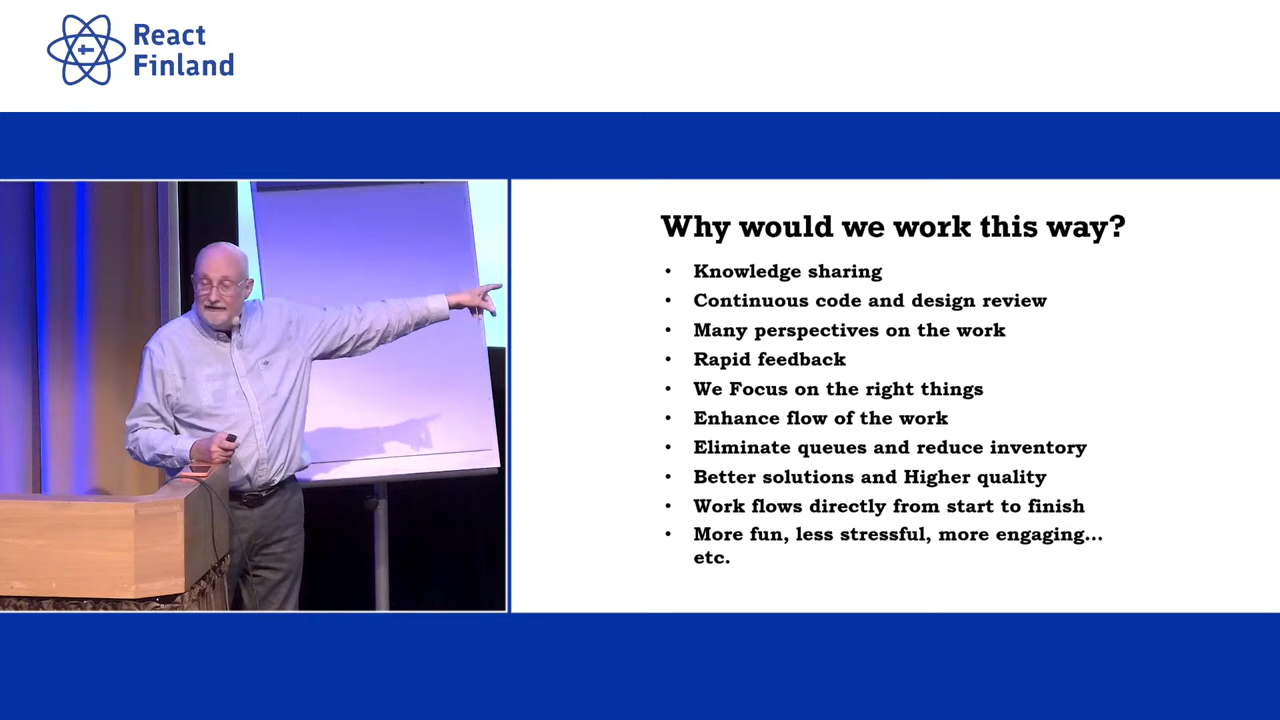 React
Finland
Why would we work this way?
• Knowledge sharing
• Continuous code and design review
• Many perspectives on the work
• Rapid feedback
• We Focus on the right things
• Enhance flow of the work
• Eliminate queues and reduce inventory
• Better solutions and Higher quality
• Work flows directly from start to finish
• More fun, less stressful, more engaging...
etc.